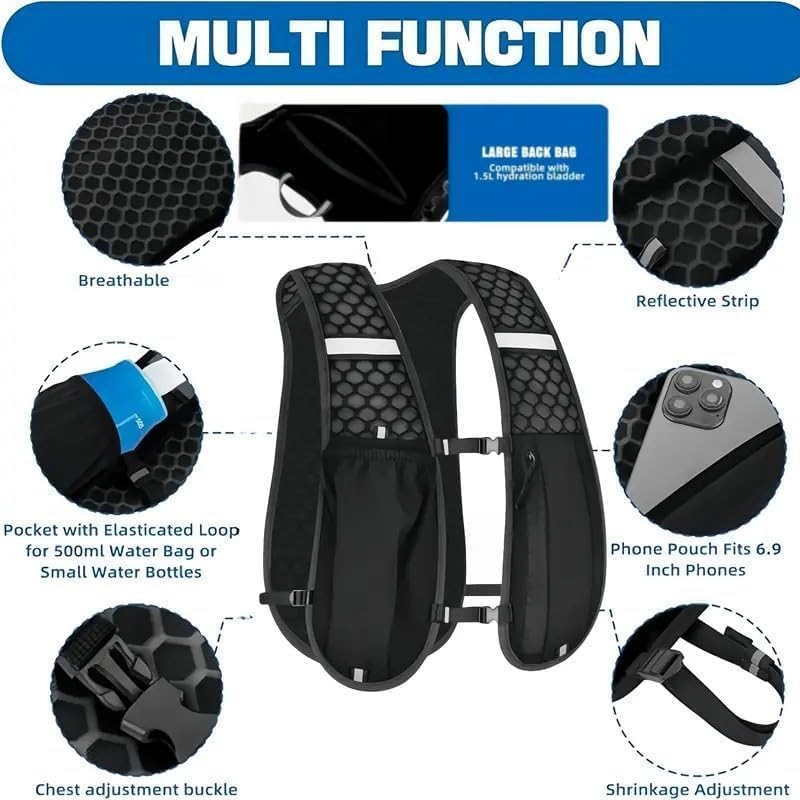 MULTI FUNCTION
LARGE BACK BAG
Compatible with
1.5L hydration bladder
Breathable
Reflective Strip
Pocket with Elasticated Loop
for 500ml Water Bag or
Small Water Bottles
Phone Pouch Fits 6.9
Inch Phones
Chest adjustment buckle
Shrinkage Adjustment